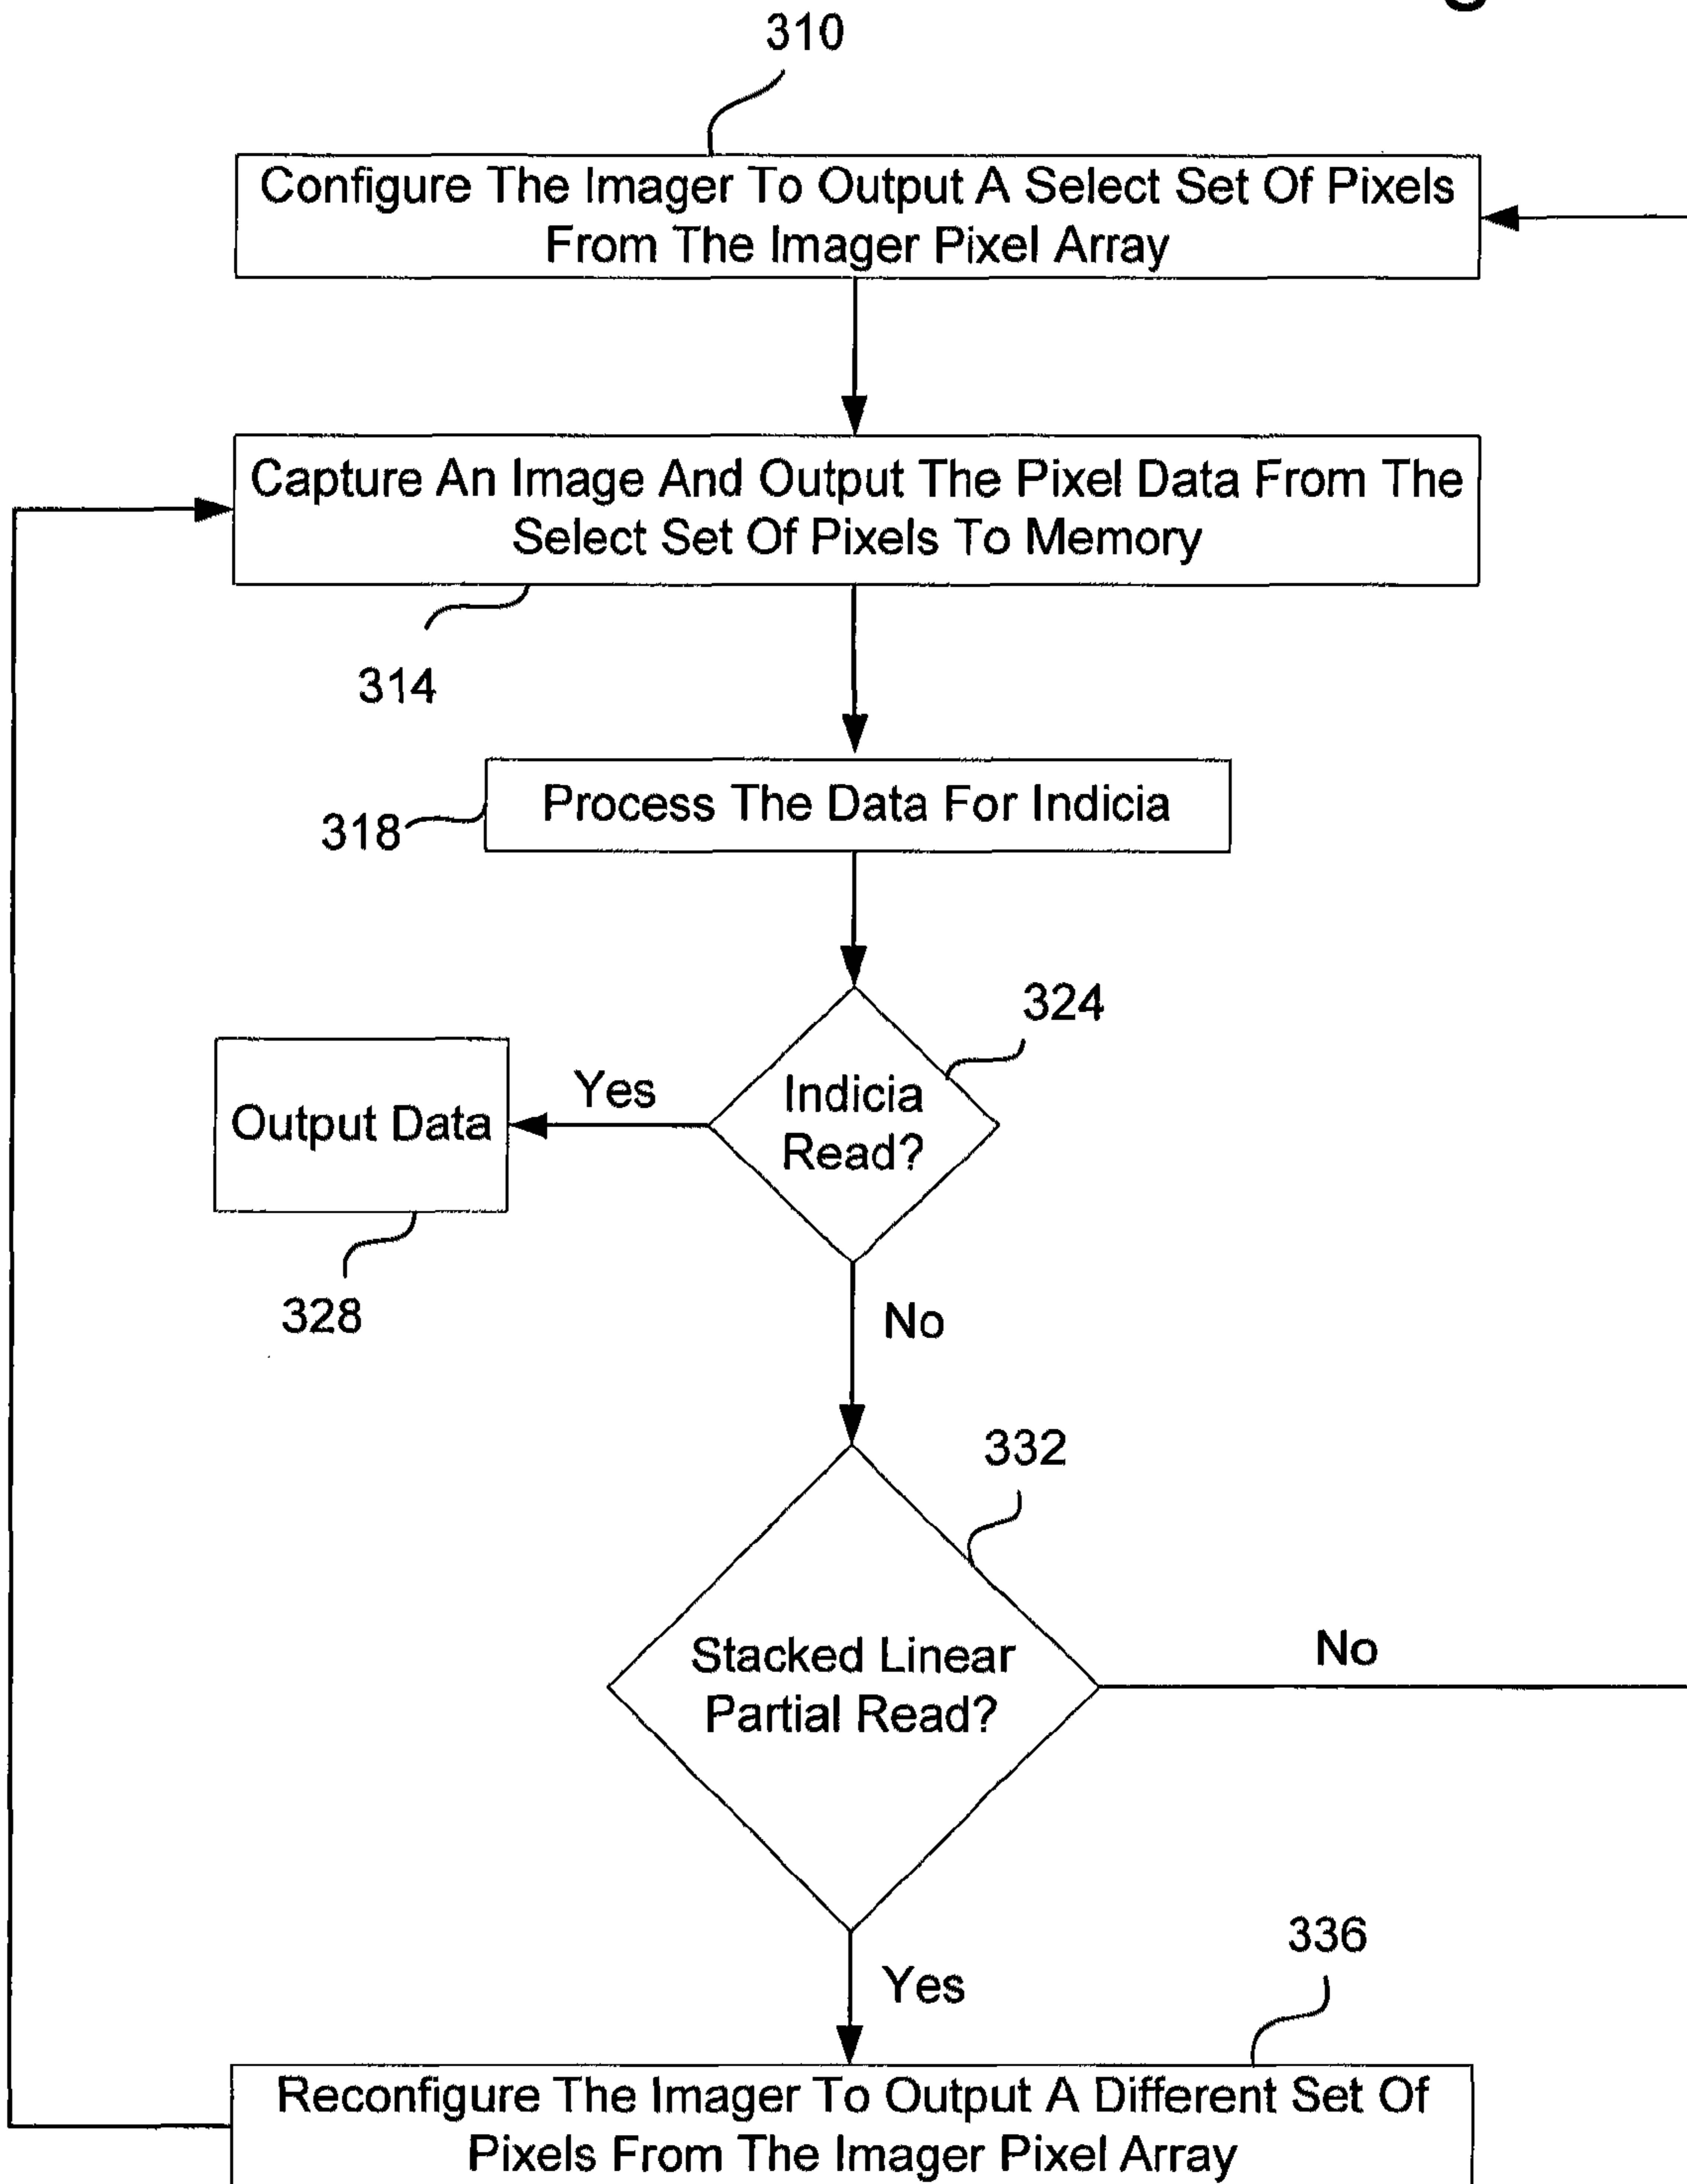 310
Configure The Imager To Output A Select Set Of Pixels
From The Imager Pixel Array
Capture An Image And Output The Pixel Data From The
Select Set Of Pixels To Memory
314
Process The Data For Indicia
318
324
Indicia
Read?
Yes
Output Data
328
No
332
Stacked Linear
Partial Read?
No
Yes
336
Reconfigure The Imager To Output A Different Set Of
Pixels From The Imager Pixel Array